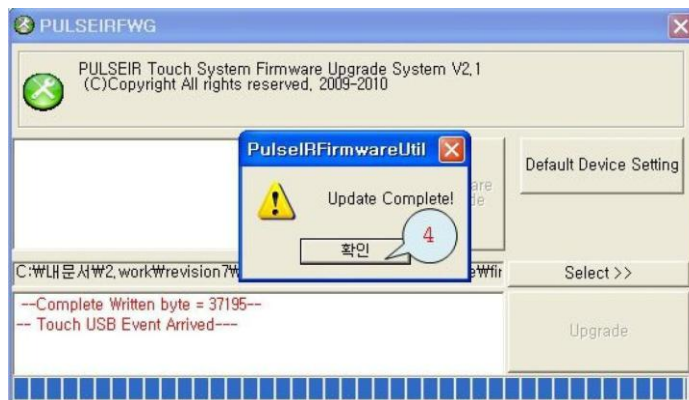 PULSEIRFWG
PULSEIR Touch System Firmware Upgrade System V2,1
(C)Copyright All rights reserved, 2009-2010
PulseIRFirmwareUtil
Update Complete!
확인
4
Default Device Setting
C:₩내문서₩2,work₩revision7₩
e₩fir
Select >>
--Complete Written byte = 37195--
-- Touch USB Event Arrived---
Upgrade